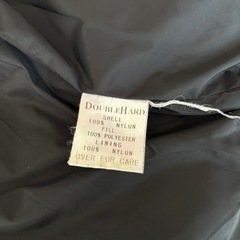 DOUBLEHARD
SHELL
100% NYLON
FILL
100% POLYESTER
LINING
100% NYLON
OVER FOR CARE